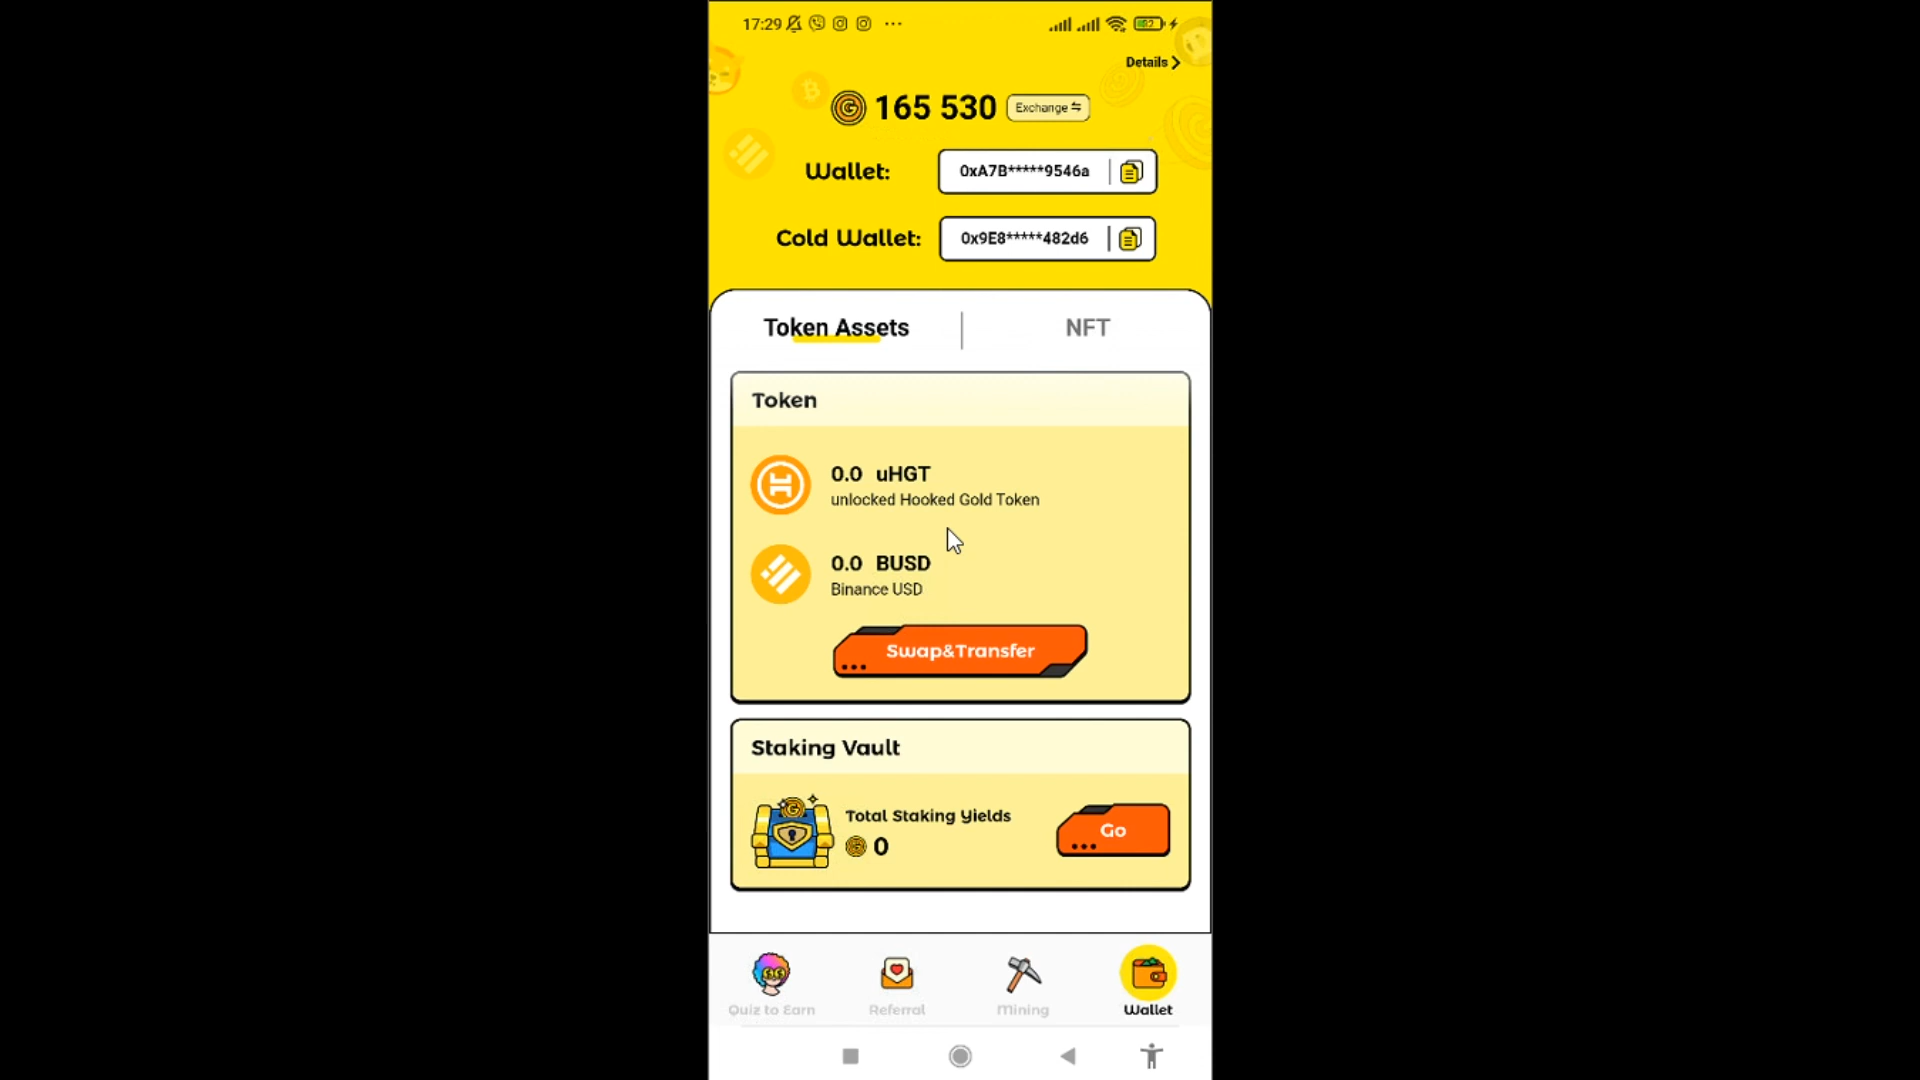 17:29 82
Details
165 530 Exchange
Wallet: 0xA7B*****9546a
Cold Wallet: 0x9E8*****482d6
Token Assets NFT
Token
0.0 uHGT
unlocked Hooked Gold Token
0.0 BUSD
Binance USD
Swap&Transfer
Staking Vault
Total Staking Yields
0
Go
Quiz to Earn Referral Mining Wallet